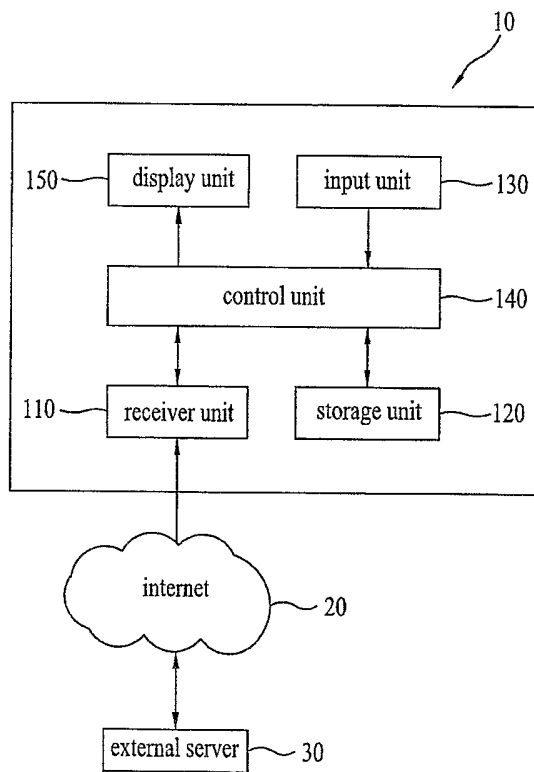 10
150 display unit input unit 130
control unit 140
110 receiver unit storage unit 120
internet 20
external server 30